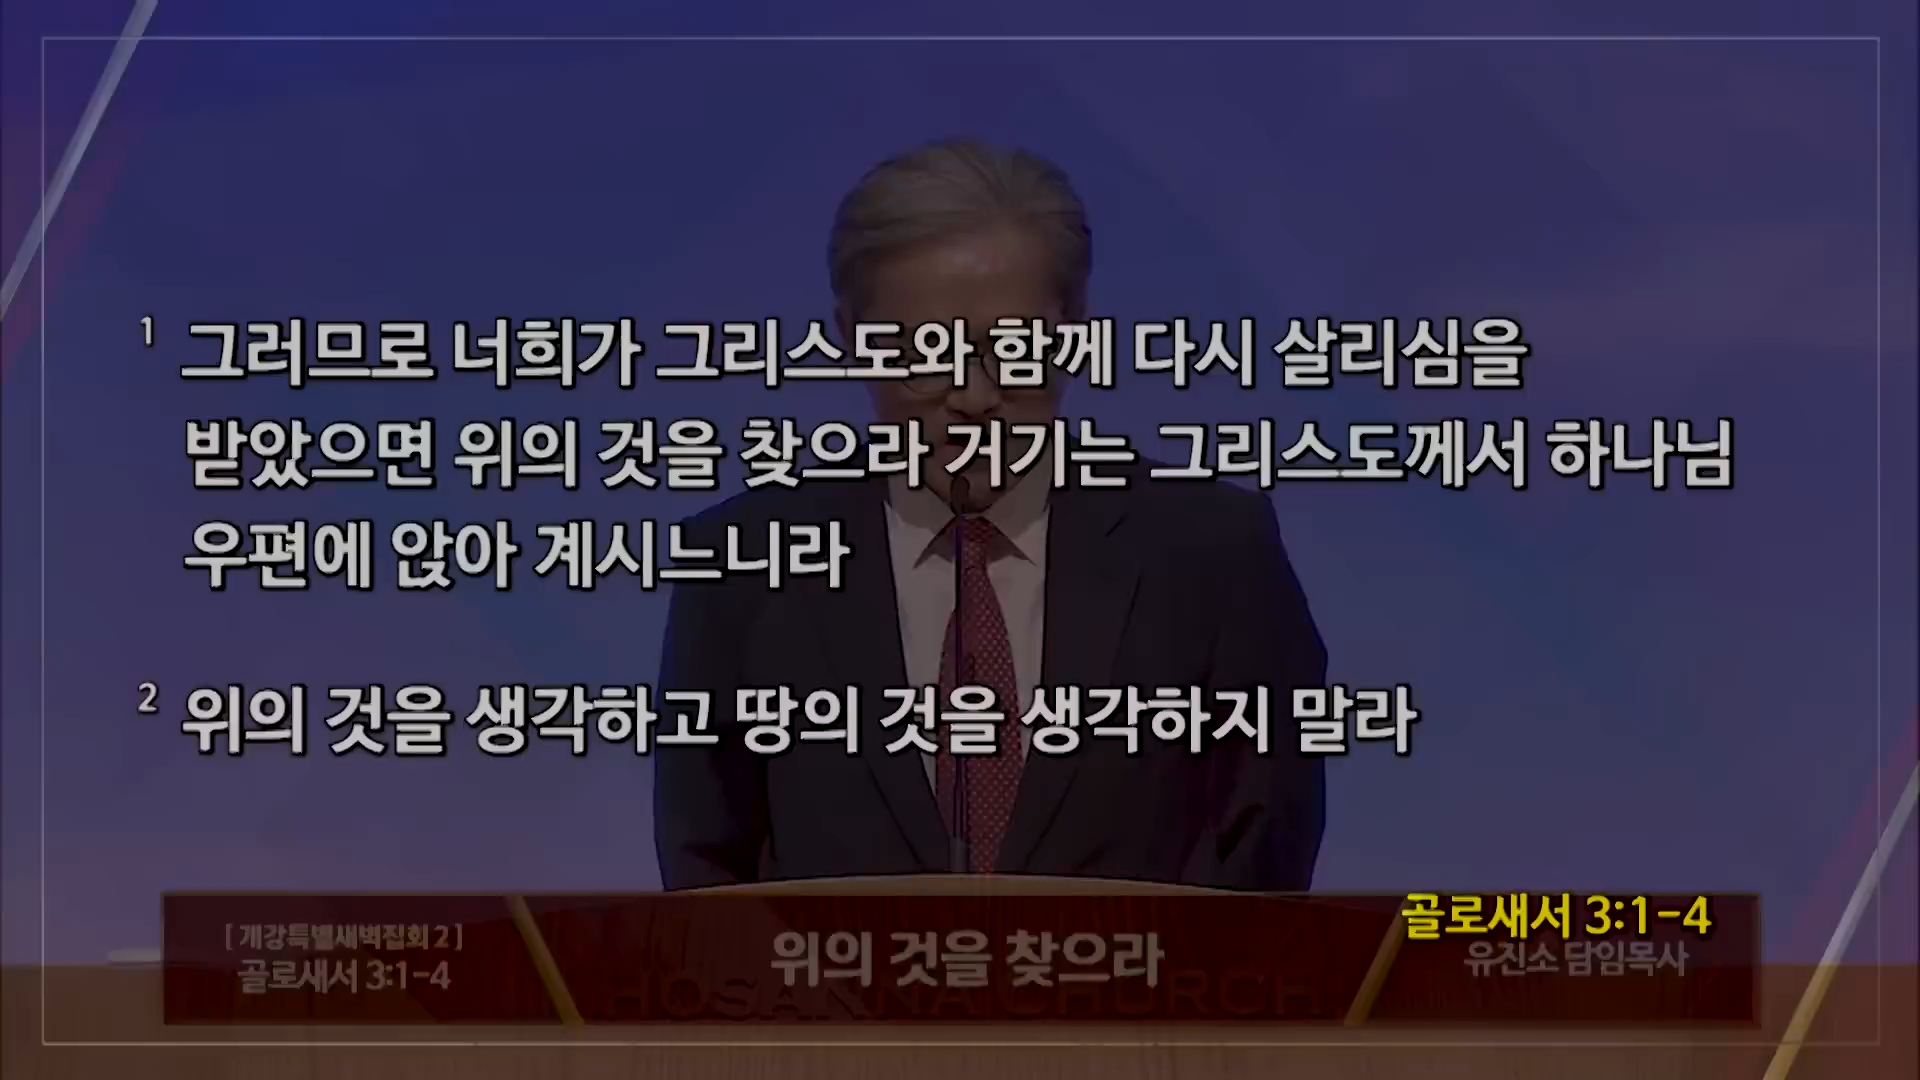 1 그러므로 너희가 그리스도와 함께 다시 살리심을
받았으면 위의 것을 찾으라 거기는 그리스도께서 하나님
우편에 앉아 계시느니라
2 위의 것을 생각하고 땅의 것을 생각하지 말라
골로새서 3:1-4
[ 개강특별새벽집회 2 ]
골로새서 3:1-4
위의 것을 찾으라
유진소 담임목사
HOSANNA CHURCH